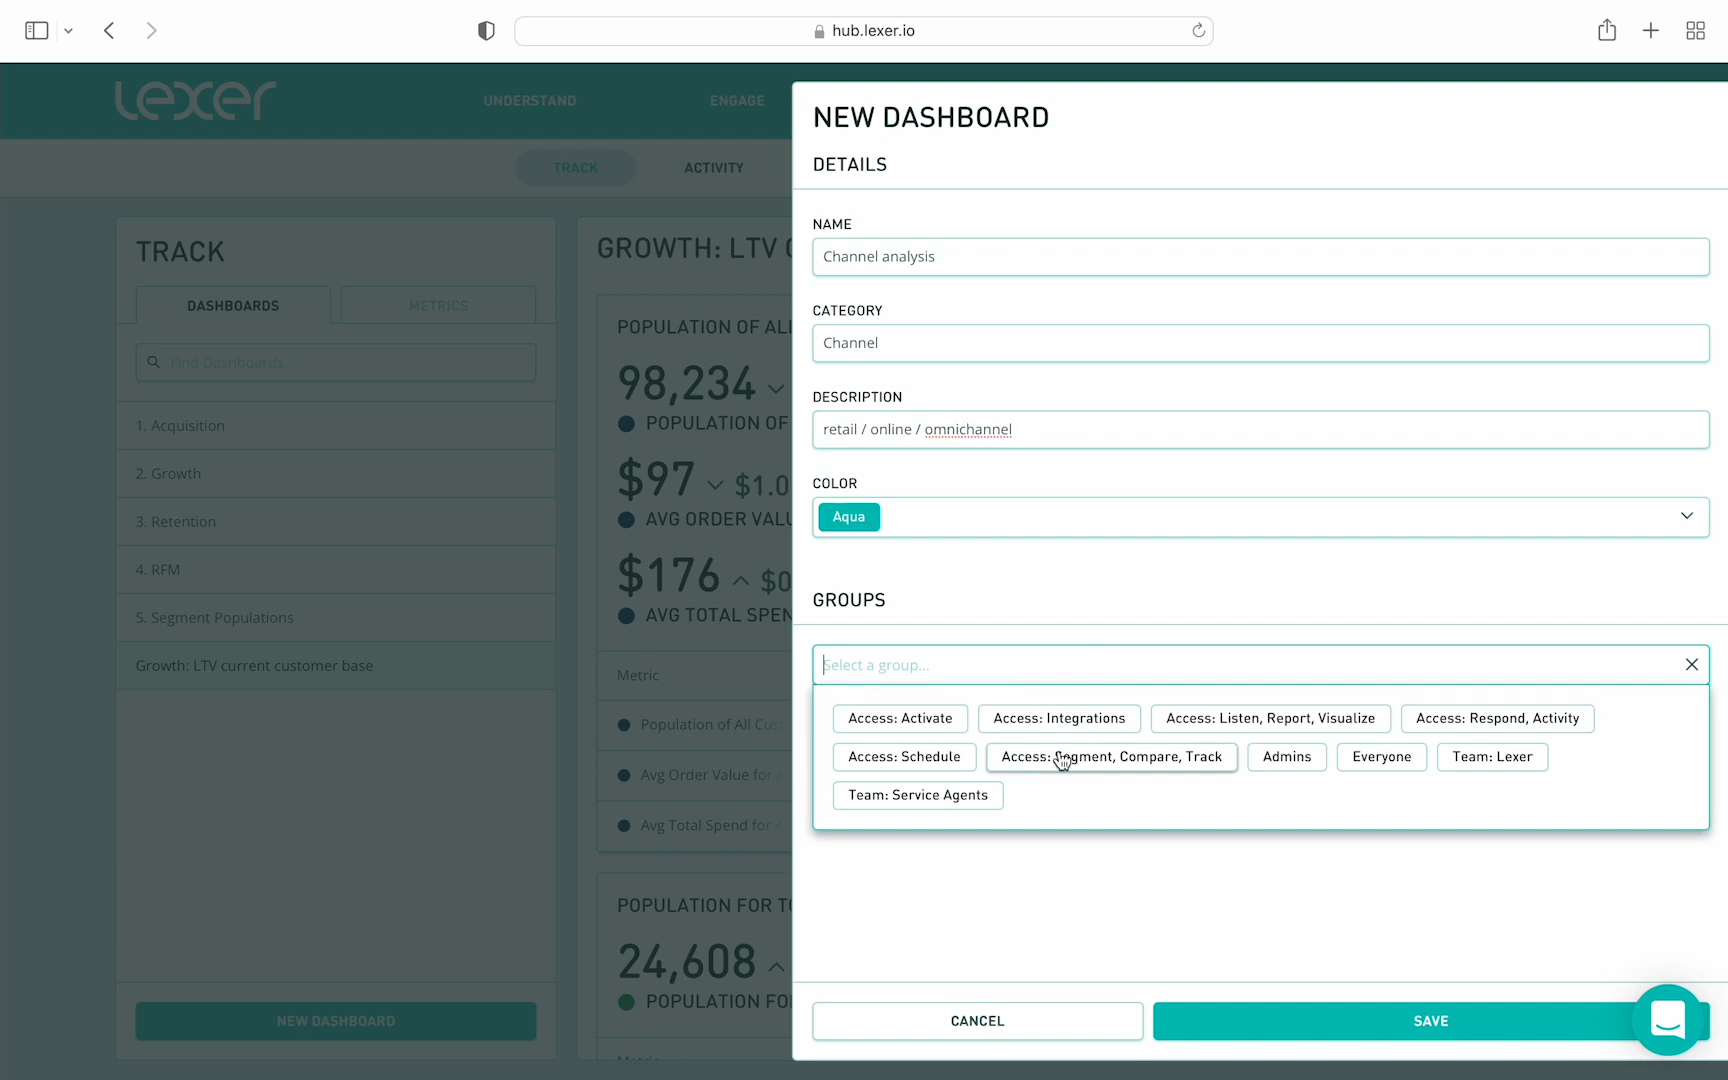 hub.lexer.io
lexer
UNDERSTAND
ENGAGE
TRACK
ACTIVITY
TRACK
DASHBOARDS
METRICS
Find Dashboards...
1. Acquisition
2. Growth
3. Retention
4. RFM
5. Segment Populations
Growth: LTV current customer base
NEW DASHBOARD
GROWTH: LTV
POPULATION OF
98,234
POPULATION OF
$97 $1.0
AVG ORDER
$176 $0
AVG TOTAL
Metric
Population of All
Avg Order Value for
Avg Total Spend for
POPULATION FOR
24,608
POPULATION
NEW DASHBOARD
DETAILS
NAME
Channel analysis
CATEGORY
Channel
DESCRIPTION
retail / online / omnichannel
COLOR
Aqua
GROUPS
Select a group...
Access: Activate Access: Integrations Access: Listen, Report, Visualize Access: Respond, Activity
Access: Schedule Access: Segment, Compare, Track Admins Everyone Team: Lexer
Team: Service Agents
CANCEL
SAVE